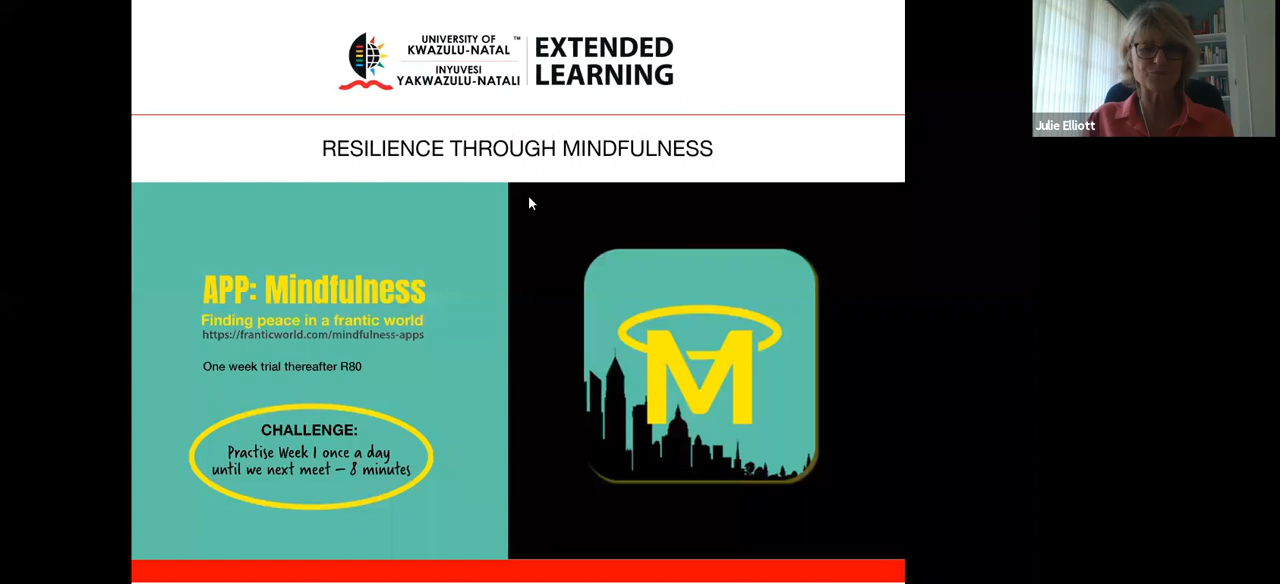 UNIVERSITY OF
KWAZULU-NATAL
INYUVESI
YAKWAZULU-NATALI
™
EXTENDED
LEARNING
RESILIENCE THROUGH MINDFULNESS
APP: Mindfulness
Finding peace in a frantic world
https://franticworld.com/mindfulness-apps
One week trial thereafter R80
CHALLENGE:
Practise Week 1 once a day
until we next meet – 8 minutes
M
Julie Elliott